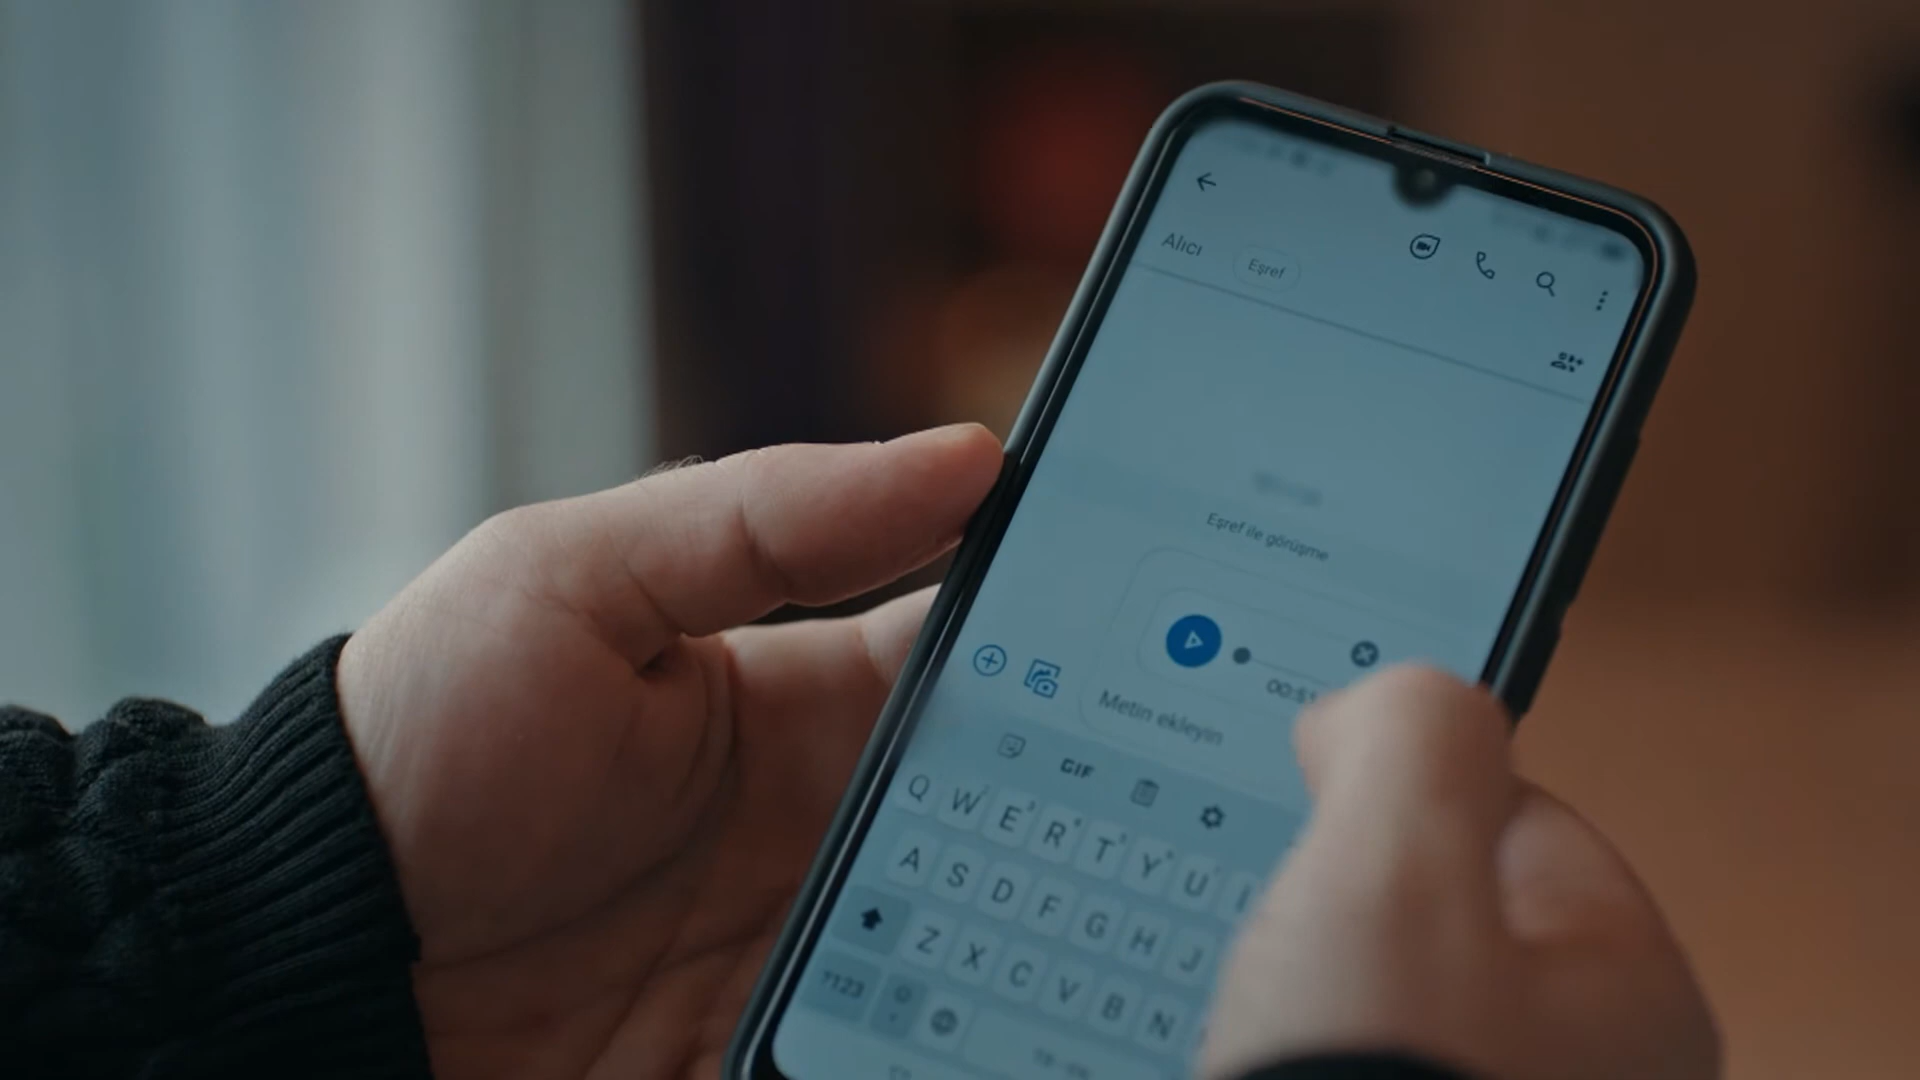 Alıcı Eşref
Eşref ile görüşme
Metin ekleyin
GIF
Q W E R T Y U I
A S D F G H J
Z X C V B N
?123